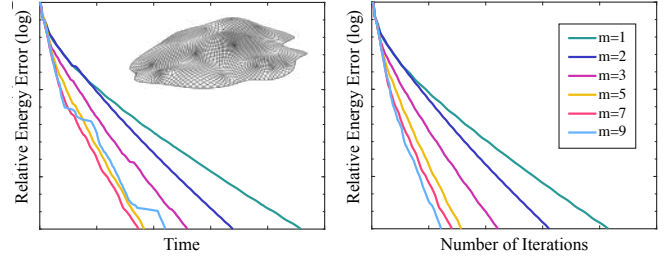 Relative Energy Error (log)
Time
Relative Energy Error (log)
m=1
m=2
m=3
m=5
m=7
m=9
Number of Iterations